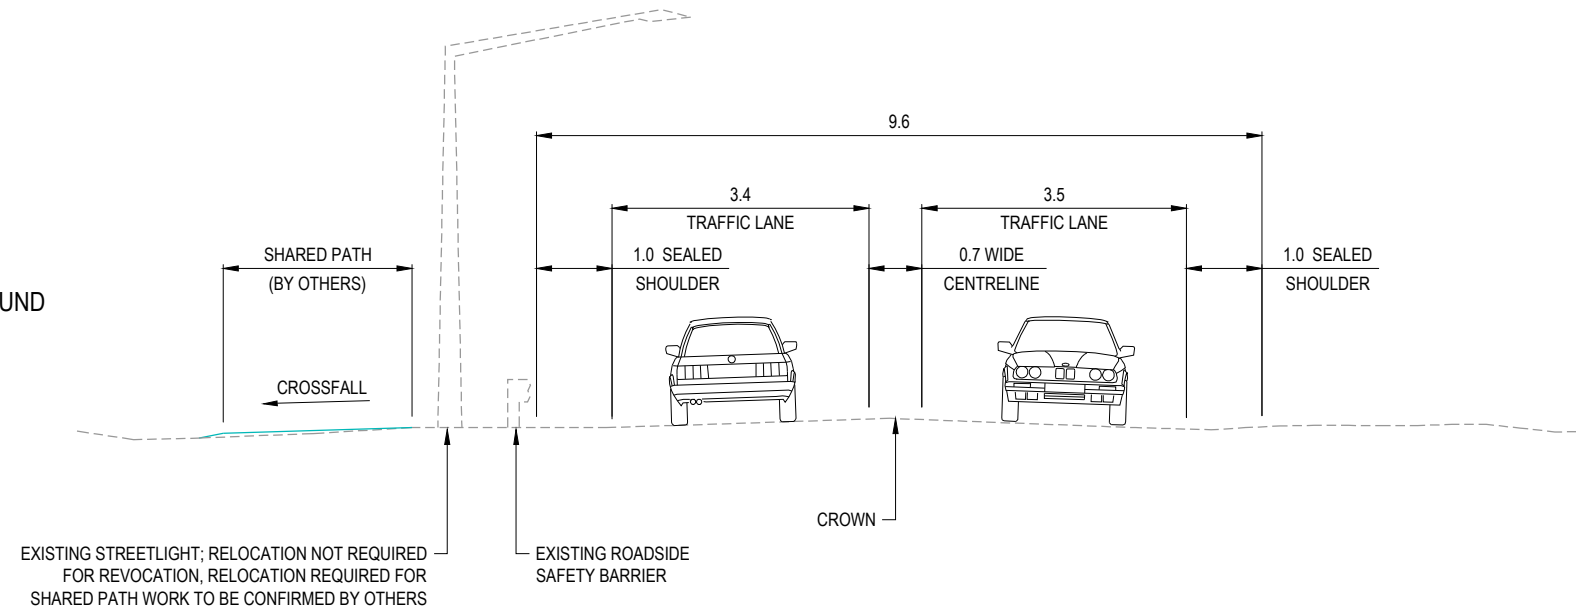 9.6
3.4
TRAFFIC LANE
3.5
TRAFFIC LANE
SHARED PATH
(BY OTHERS)
1.0 SEALED
SHOULDER
0.7 WIDE
CENTRELINE
1.0 SEALED
SHOULDER
UND
CROSSFALL
CROWN
EXISTING STREETLIGHT; RELOCATION NOT REQUIRED
FOR REVOCATION, RELOCATION REQUIRED FOR
SHARED PATH WORK TO BE CONFIRMED BY OTHERS
EXISTING ROADSIDE
SAFETY BARRIER